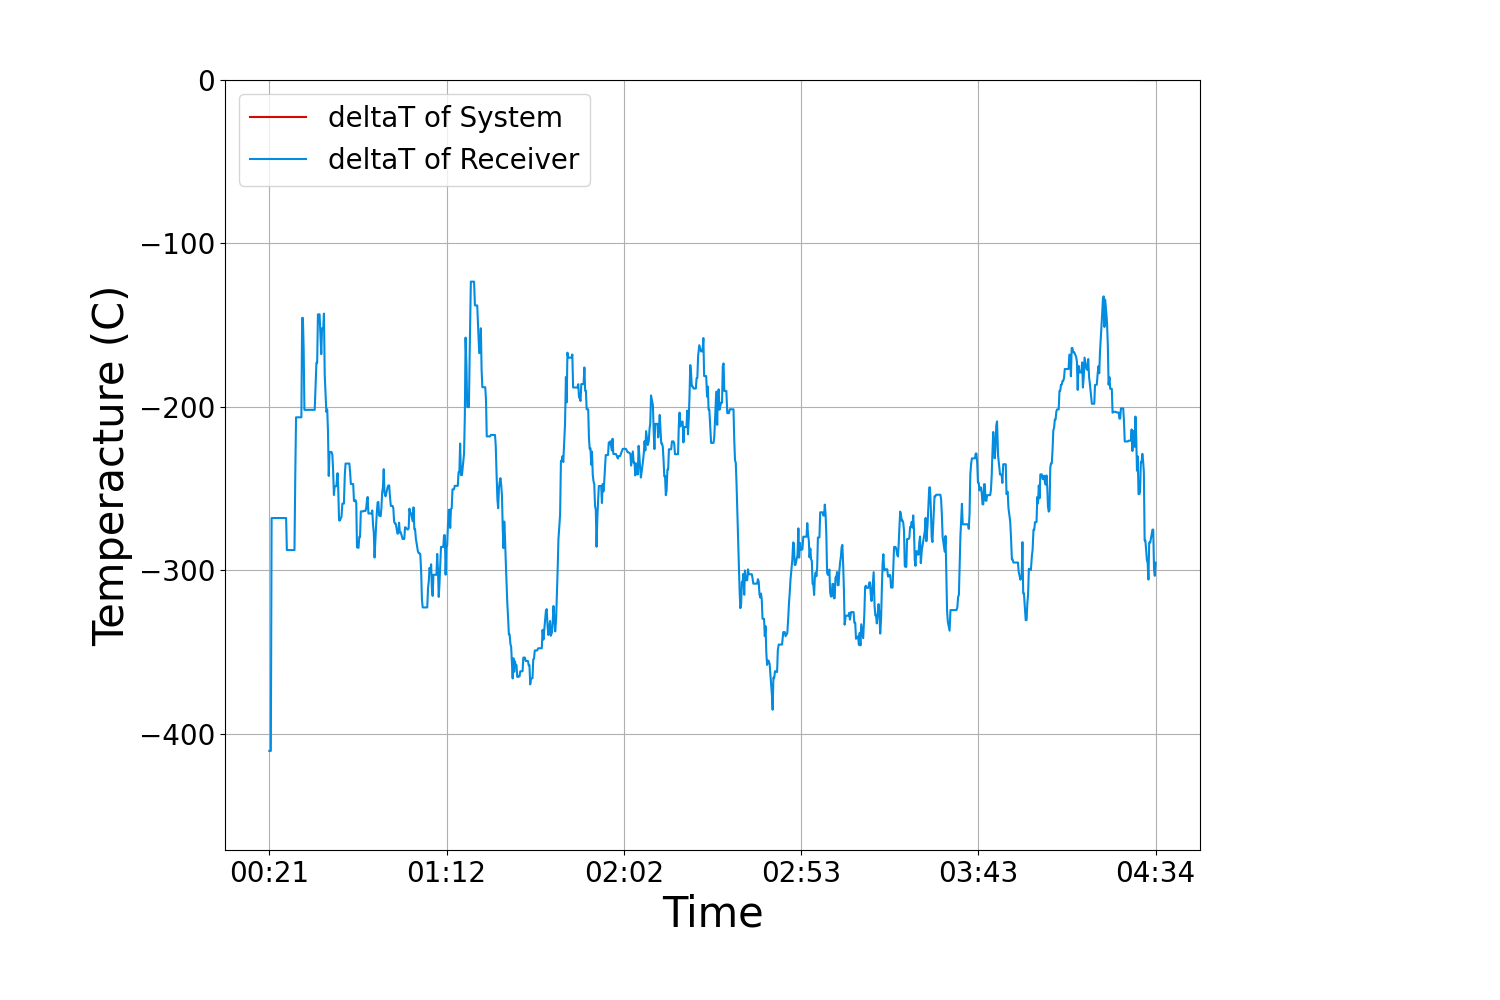 0
−100
−200
−300
−400
Temperacture (C)
deltaT of System
deltaT of Receiver
00:21 01:12 02:02 02:53 03:43 04:34
Time